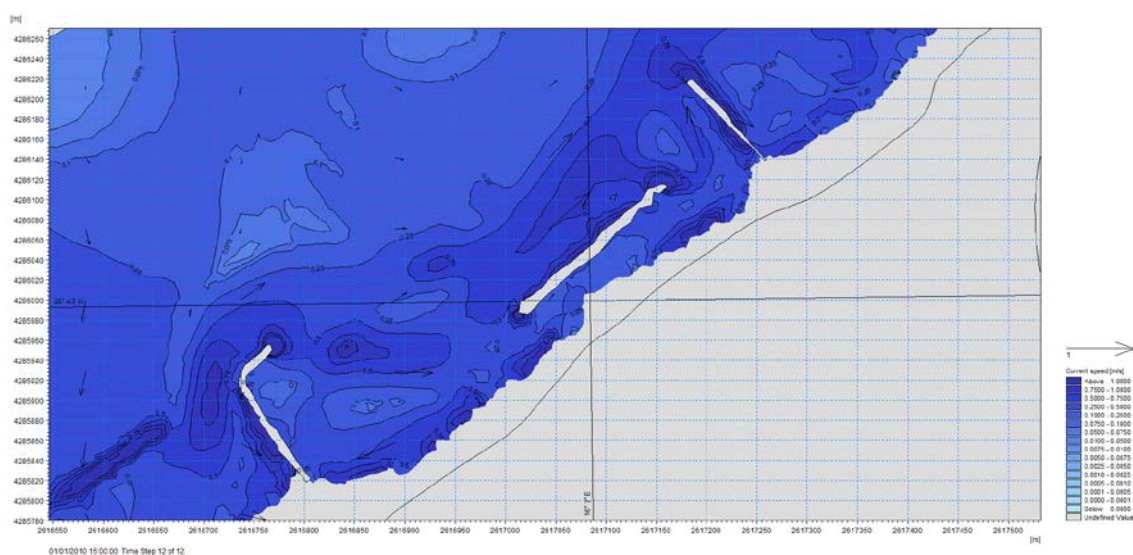 [m]
4286260
4286240
4286220
4286200
4286180
4286160
4286140
4286120
4286100
4286080
4286060
4286040
4286020
4286000
4285980
4285960
4285940
4285920
4285900
4285880
4285860
4285840
4285820
4285800
4285780
2616550 2616600 2616650 2616700 2616750 2616800 2616850 2616900 2616950 2617000 2617050 2617100 2617150 2617200 2617250 2617300 2617350 2617400 2617450 2617500
[m]
01/01/2010 15:00:00 Time Step 12 of 12.
1
Current speed [m/s]
Above 1.0000
0.7500 - 1.0000
0.5000 - 0.7500
0.2500 - 0.5000
0.1000 - 0.2500
0.0750 - 0.1000
0.0500 - 0.0750
0.0100 - 0.0500
0.0075 - 0.0100
0.0050 - 0.0075
0.0025 - 0.0050
0.0010 - 0.0025
0.0005 - 0.0010
0.0001 - 0.0005
0.0000 - 0.0001
Below 0.0000
Undefined Value